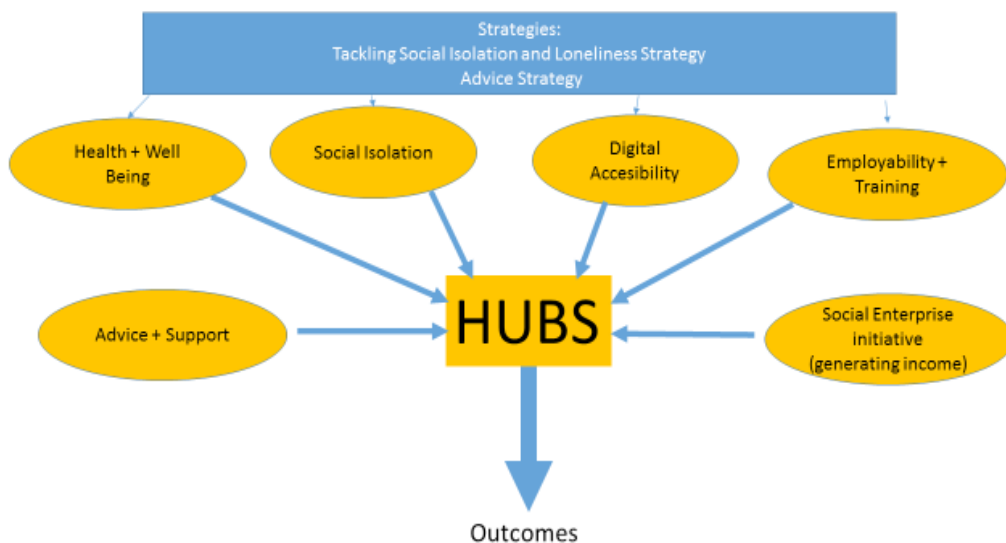 Strategies:
Tackling Social Isolation and Loneliness Strategy
Advice Strategy
Health + Well
Being
Social Isolation
Digital
Accesibility
Employability +
Training
HUBS
Advice + Support
Social Enterprise
initiative
(generating income)
Outcomes